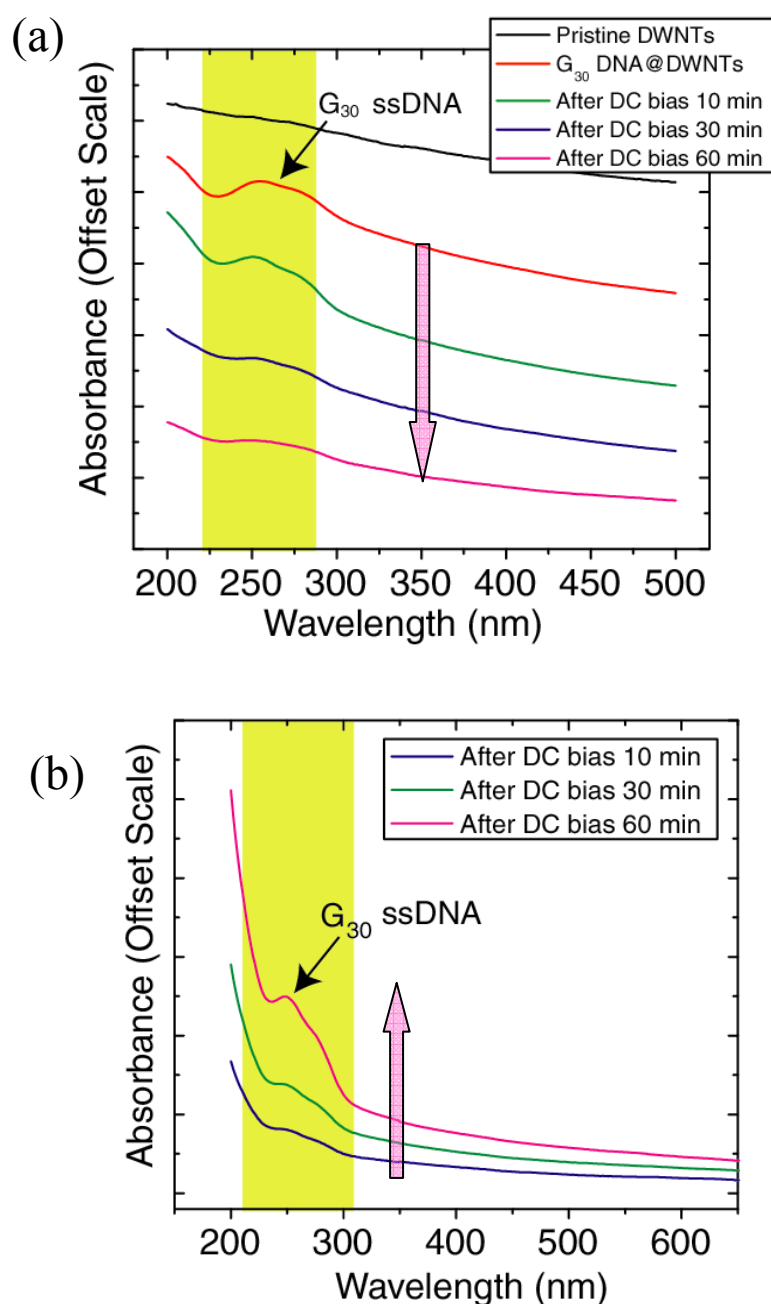 (a)
Pristine DWNTs
G30 DNA@DWNTs
After DC bias 10 min
After DC bias 30 min
After DC bias 60 min
G30 ssDNA
Absorbance (Offset Scale)
200 250 300 350 400 450 500
Wavelength (nm)
(b)
After DC bias 10 min
After DC bias 30 min
After DC bias 60 min
G30 ssDNA
Absorbance (Offset Scale)
200 300 400 500 600
Wavelength (nm)